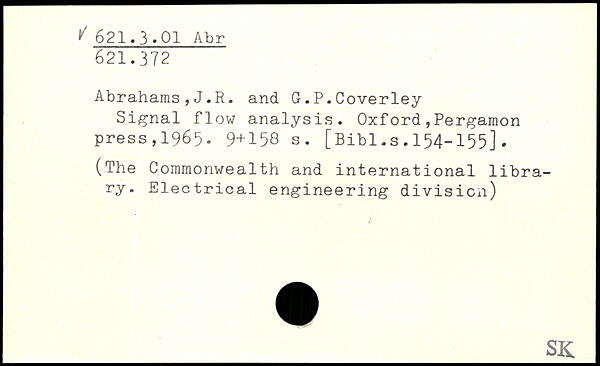 621.3.01 Abr
621.372
Abrahams,J.R. and G.P.Coverley
Signal flow analysis. Oxford,Pergamon
press,1965. 9+158 s. [Bibl.s.154-155].
(The Commonwealth and international libra-
ry. Electrical engineering division)
SK